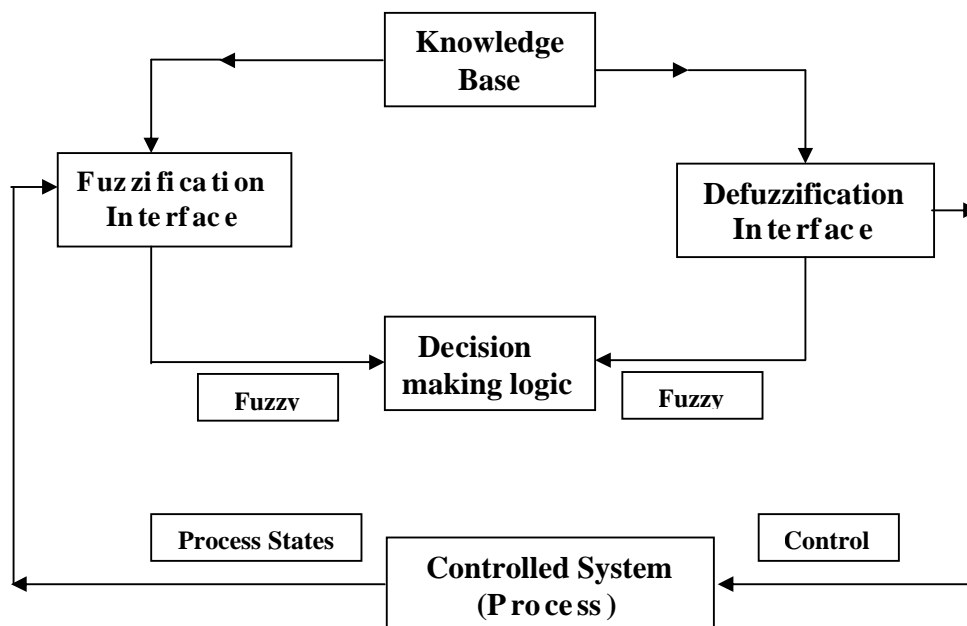 Knowledge
Base
Fuzzification
Interface
Defuzzification
Interface
Decision
making logic
Fuzzy
Fuzzy
Process States
Control
Controlled System
(Process)